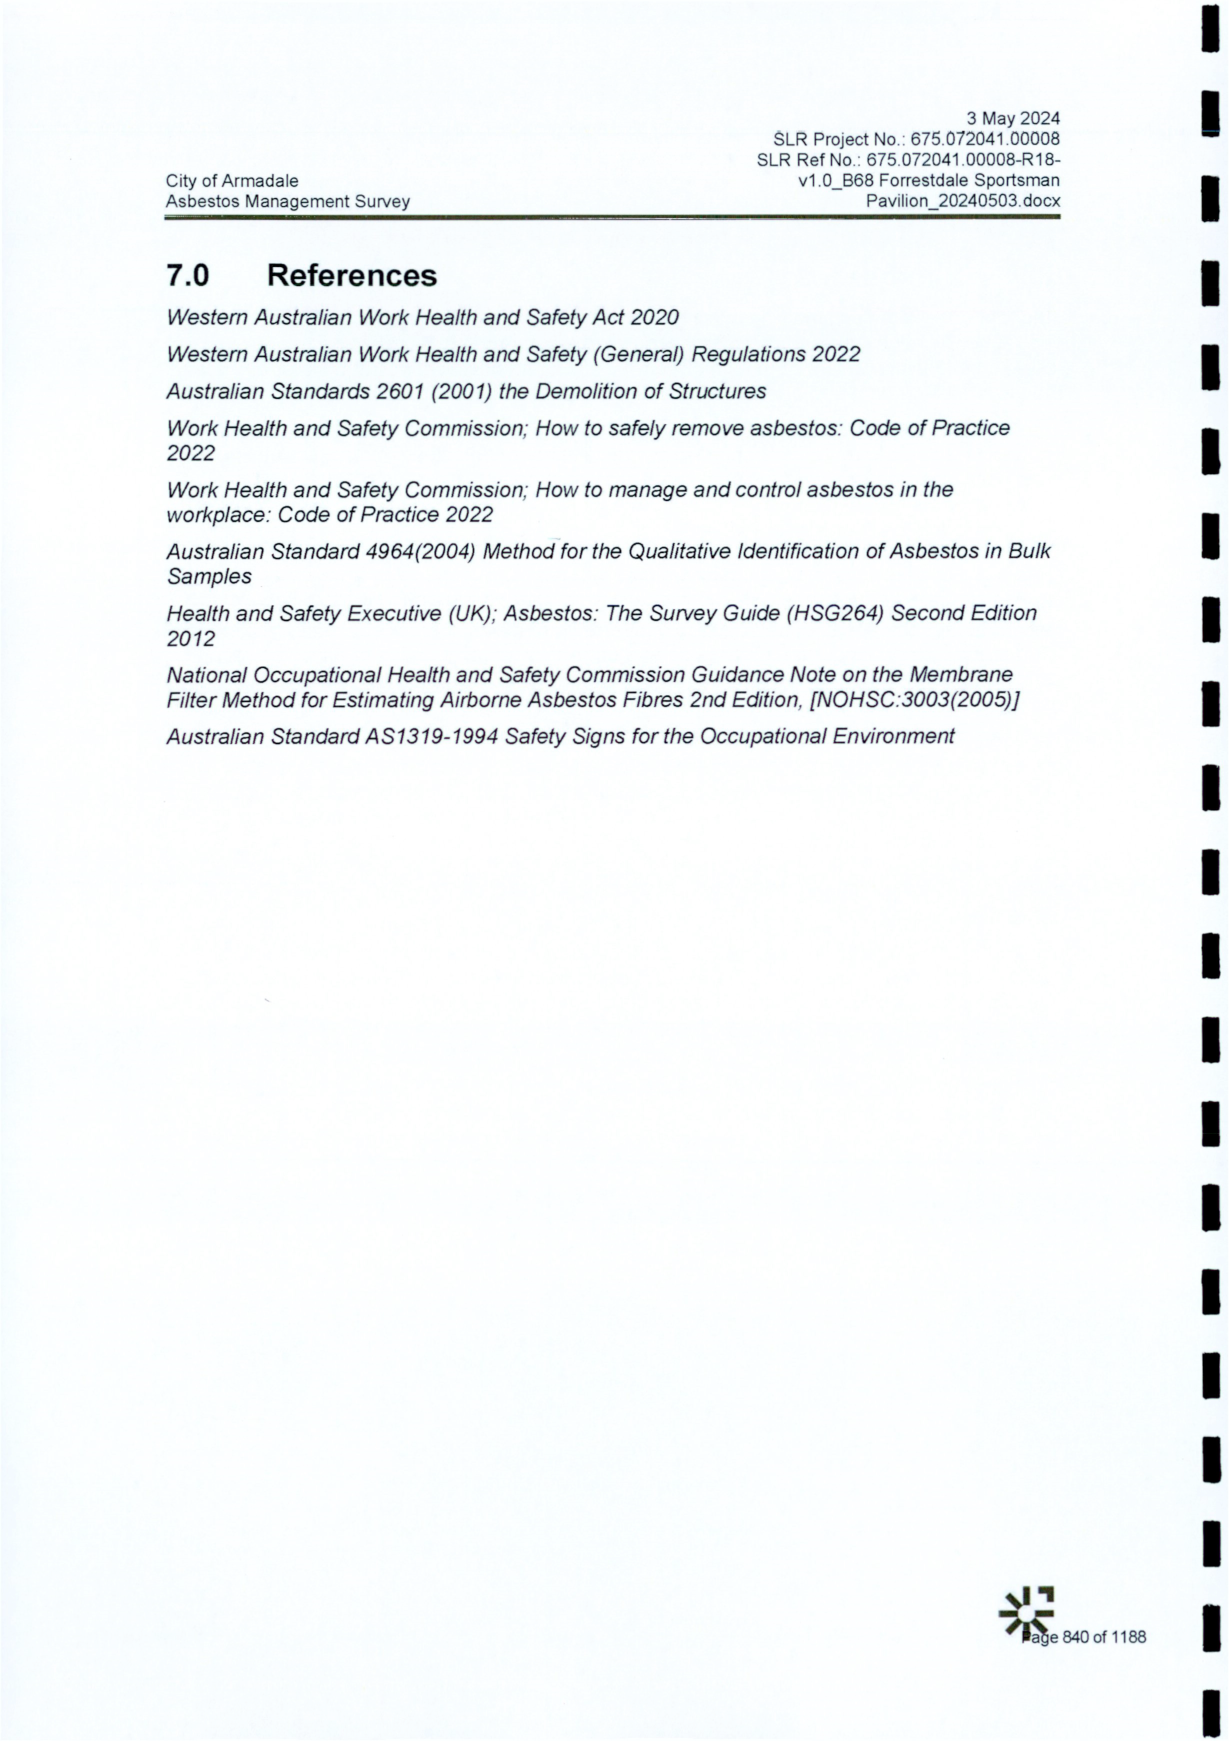 3 May 2024
SLR Project No.: 675.072041.00008
SLR Ref No.: 675.072041.00008-R18-
City of Armadale
v1.0_B68 Forrestdale Sportsman
Asbestos Management Survey
Pavilion_20240503.docx
7.0 References
Western Australian Work Health and Safety Act 2020
Western Australian Work Health and Safety (General) Regulations 2022
Australian Standards 2601 (2001) the Demolition of Structures
Work Health and Safety Commission; How to safely remove asbestos: Code of Practice
2022
Work Health and Safety Commission; How to manage and control asbestos in the
workplace: Code of Practice 2022
Australian Standard 4964(2004) Method for the Qualitative Identification of Asbestos in Bulk
Samples
Health and Safety Executive (UK); Asbestos: The Survey Guide (HSG264) Second Edition
2012
National Occupational Health and Safety Commission Guidance Note on the Membrane
Filter Method for Estimating Airborne Asbestos Fibres 2nd Edition, [NOHSC:3003(2005)]
Australian Standard AS1319-1994 Safety Signs for the Occupational Environment
Page 840 of 1188